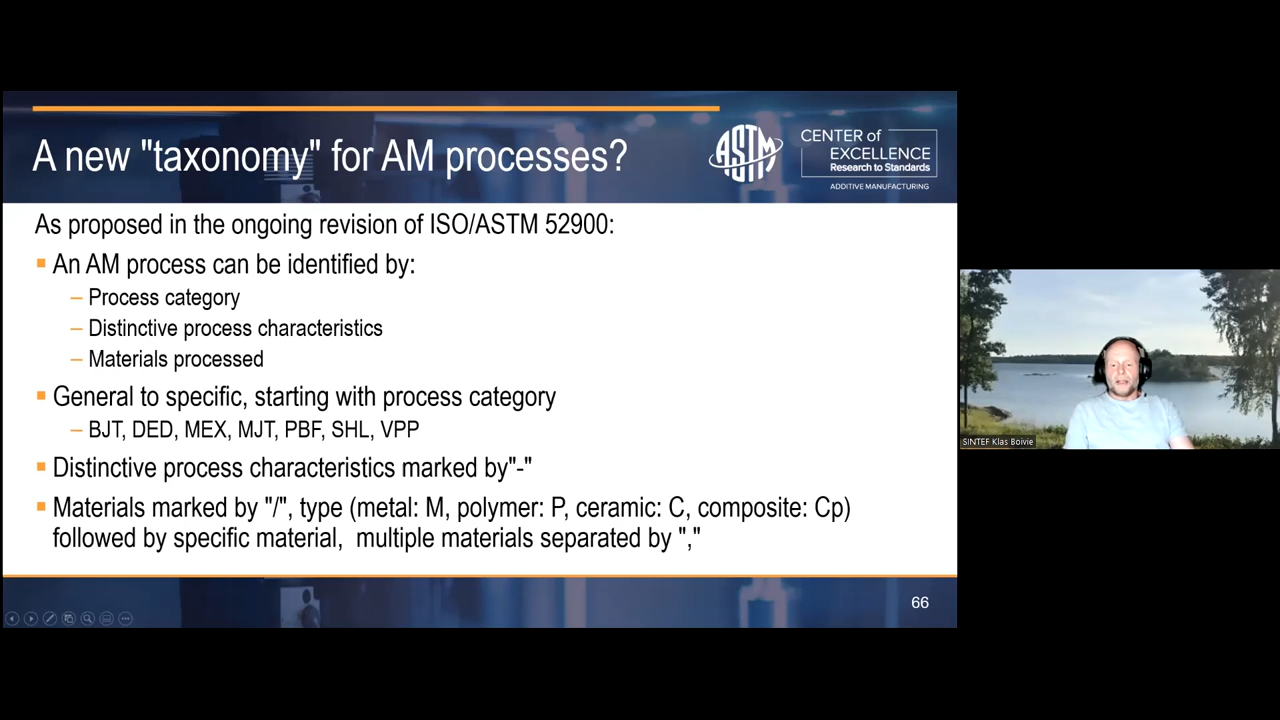 A new "taxonomy" for AM processes?
ASTM
CENTER of
EXCELLENCE
Research to Standards
ADDITIVE MANUFACTURING
As proposed in the ongoing revision of ISO/ASTM 52900:
▪ An AM process can be identified by:
– Process category
– Distinctive process characteristics
– Materials processed
▪ General to specific, starting with process category
– BJT, DED, MEX, MJT, PBF, SHL, VPP
▪ Distinctive process characteristics marked by"-"
▪ Materials marked by "/", type (metal: M, polymer: P, ceramic: C, composite: Cp)
followed by specific material,  multiple materials separated by ","
66
SINTEF Klas Boivie